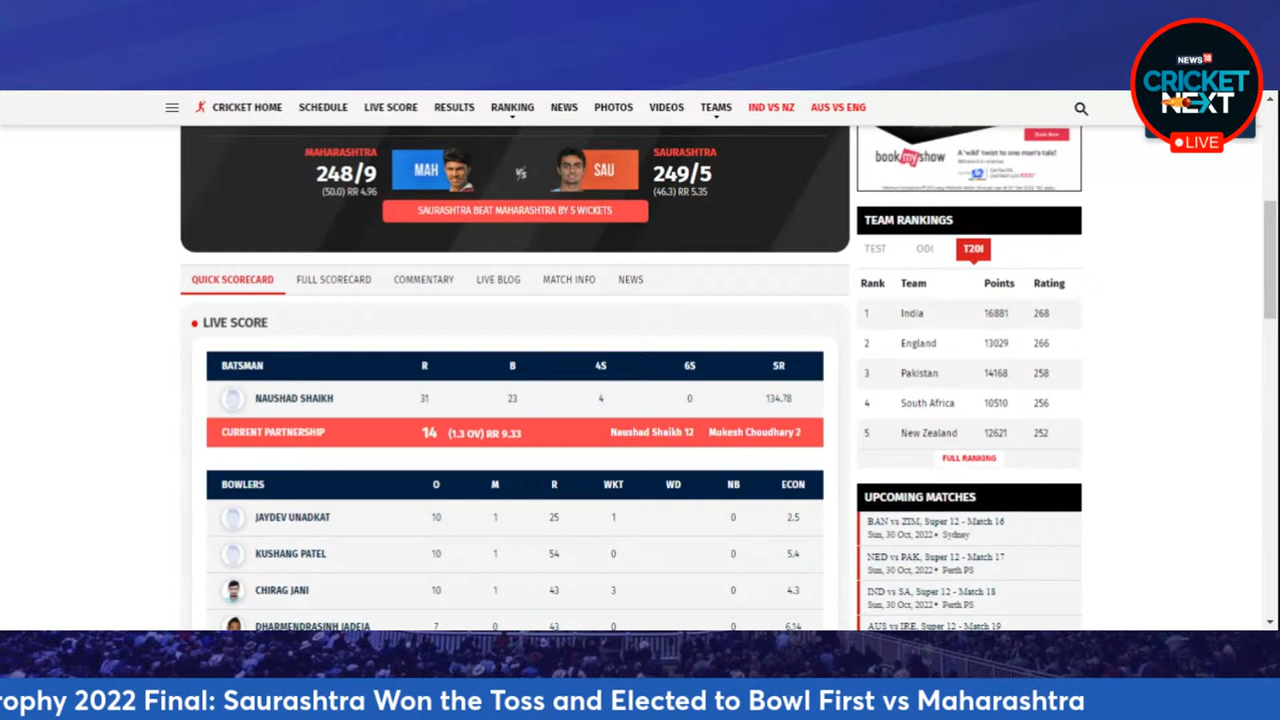 NEWS18
CRICKET
NEXT
LIVE
CRICKET HOME SCHEDULE LIVE SCORE RESULTS RANKING NEWS PHOTOS VIDEOS TEAMS IND VS NZ AUS VS ENG
MAHARASHTRA
248/9
(50.0) RR 4.96
MAH
V/S
SAU
SAURASHTRA
249/5
(46.3) RR 5.35
SAURASHTRA BEAT MAHARASHTRA BY 5 WICKETS
Book Now
bookmyshow
A 'wild' twist to one man's tale!
TEAM RANKINGS
TEST ODI T20I
Rank Team Points Rating
1 India 16881 268
2 England 13029 266
3 Pakistan 14168 258
4 South Africa 10510 256
5 New Zealand 12621 252
FULL RANKING
QUICK SCORECARD FULL SCORECARD COMMENTARY LIVE BLOG MATCH INFO NEWS
LIVE SCORE
BATSMAN R B 4S 6S SR
NAUSHAD SHAIKH 31 23 4 0 134.78
CURRENT PARTNERSHIP 14 (1.3 OV) RR 9.33 Naushad Shaikh 12 Mukesh Choudhary 2
BOWLERS O M R WKT WD NB ECON
JAYDEV UNADKAT 10 1 25 1 0 2.5
KUSHANG PATEL 10 1 54 0 0 5.4
CHIRAG JANI 10 1 43 3 0 4.3
DHARMENDRASINH JADEJA 7 0 43 0 0 6.14
UPCOMING MATCHES
BAN vs ZIM, Super 12 - Match 16
Sun, 30 Oct, 2022• Sydney
NED vs PAK, Super 12 - Match 17
Sun, 30 Oct, 2022• Perth PS
IND vs SA, Super 12 - Match 18
Sun, 30 Oct, 2022• Perth PS
AUS vs IRE, Super 12 - Match 19
rophy 2022 Final: Saurashtra Won the Toss and Elected to Bowl First vs Maharashtra